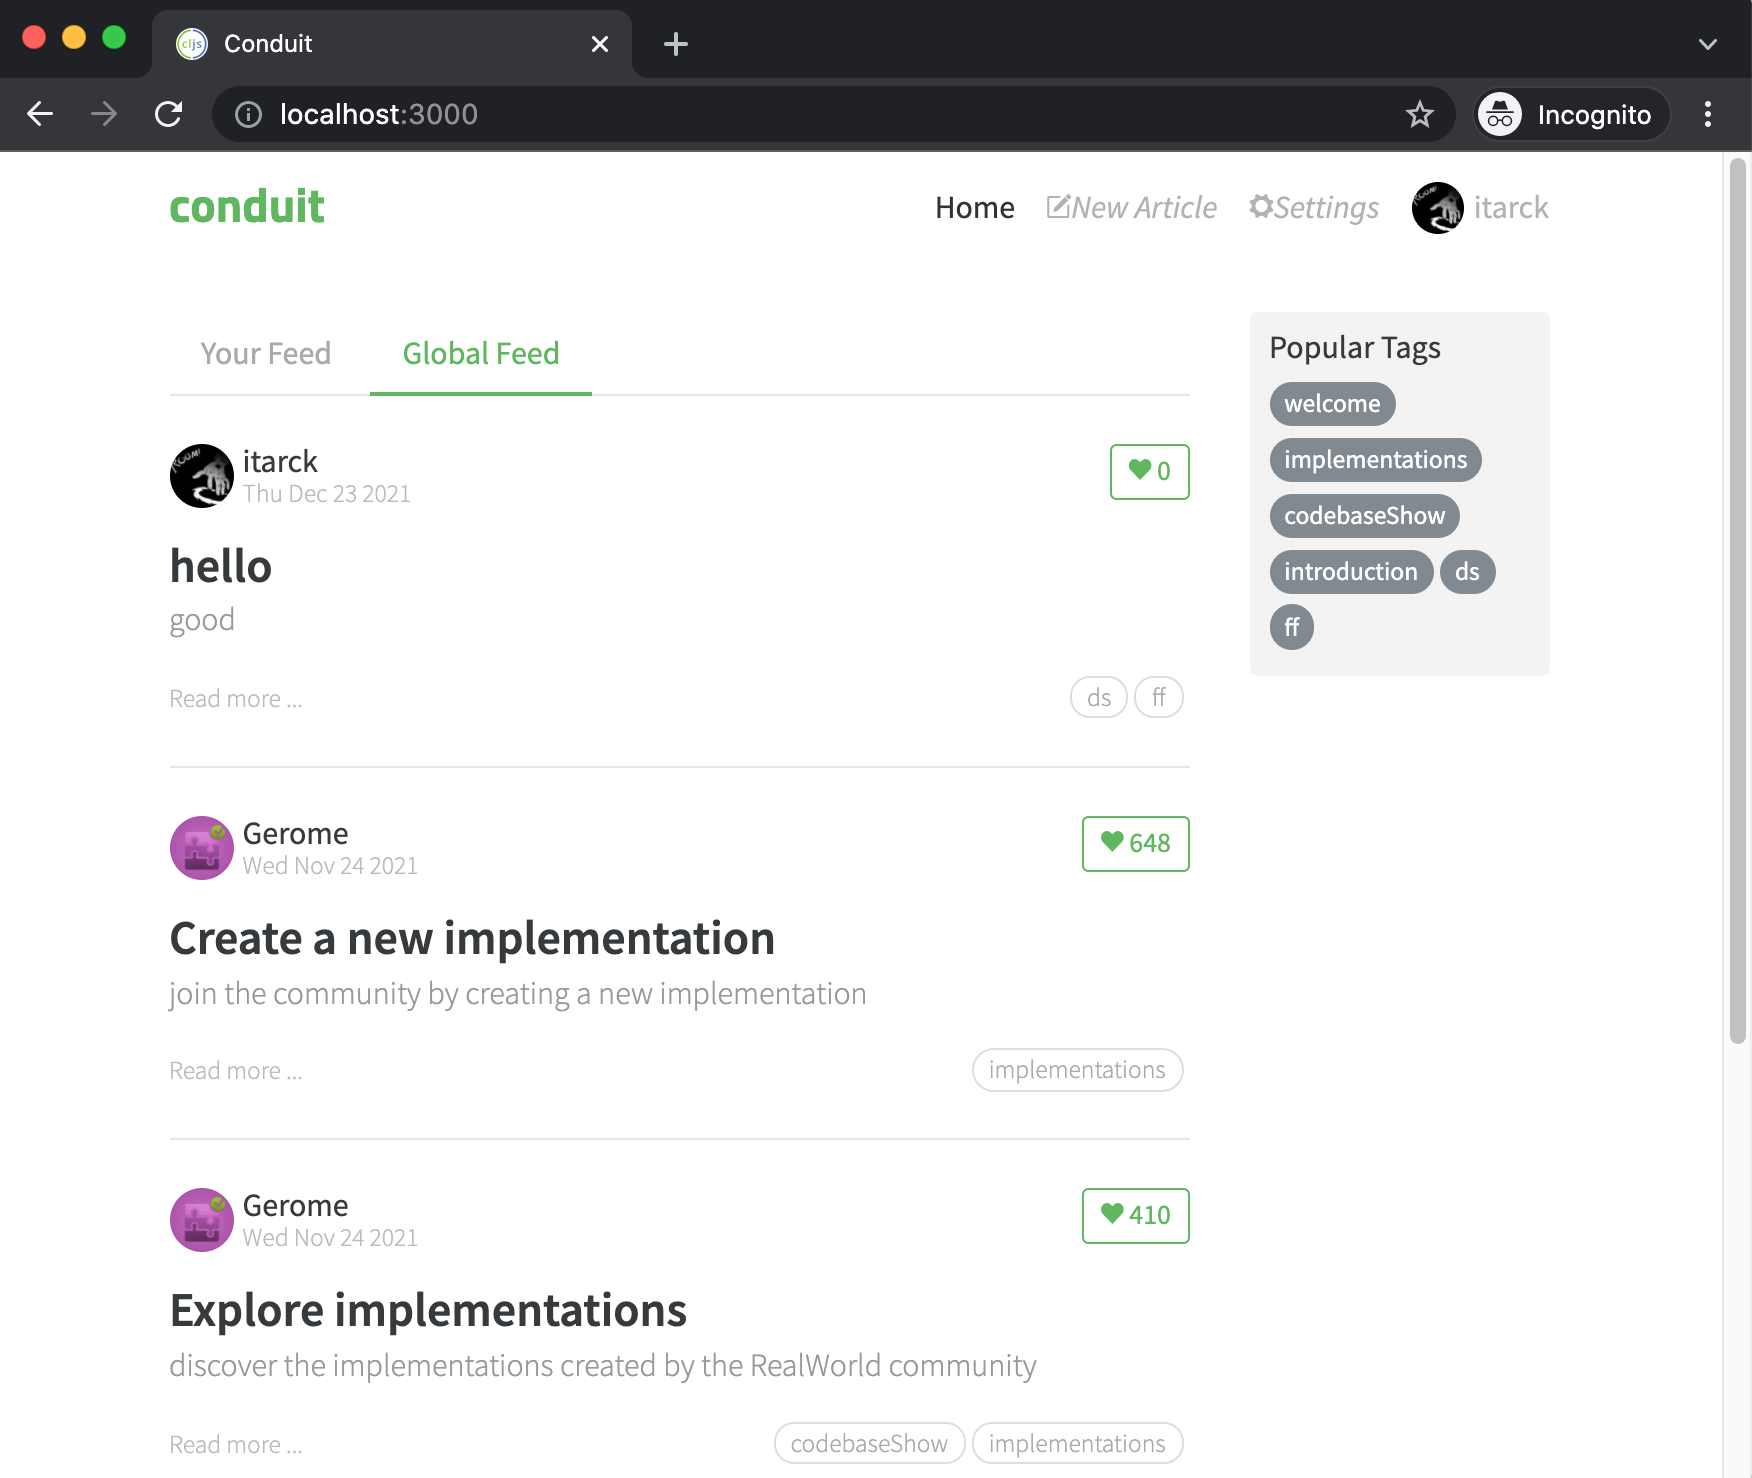 cljs Conduit
localhost:3000 Incognito
conduit Home New Article Settings itarck
Your Feed Global Feed
itarck
Thu Dec 23 2021
0
hello
good
Read more ... ds ff
Gerome
Wed Nov 24 2021
648
Create a new implementation
join the community by creating a new implementation
Read more ... implementations
Gerome
Wed Nov 24 2021
410
Explore implementations
discover the implementations created by the RealWorld community
Read more ... codebaseShow implementations
Popular Tags
welcome
implementations
codebaseShow
introduction ds
ff